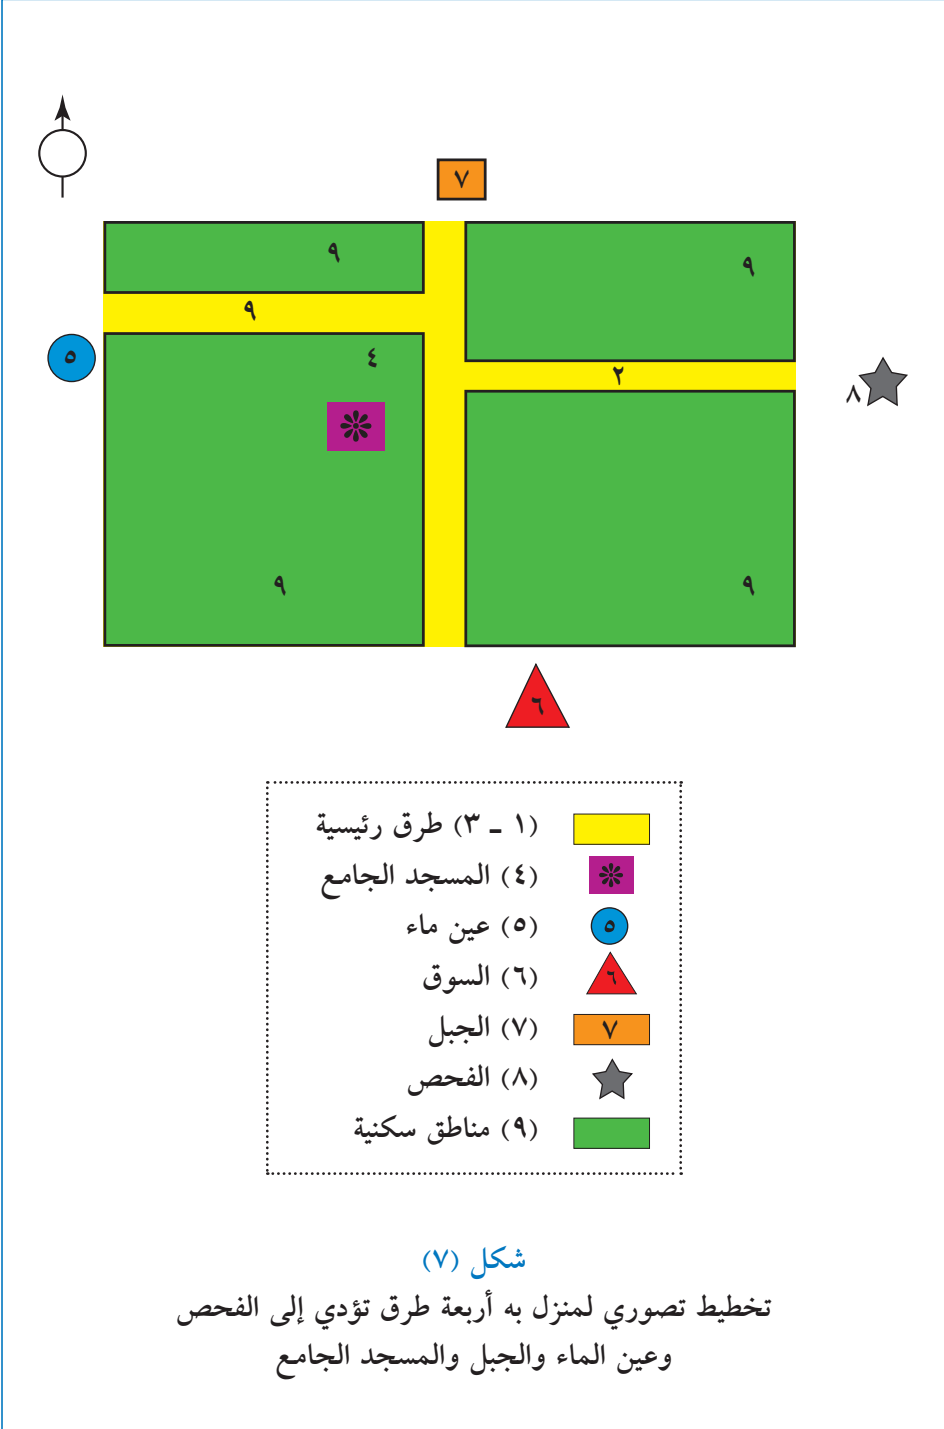 ٧
٩
٩
٩
٥
٤
٢
٨
٩
٩
٦
(١ ـ ٣) طرق رئيسية
(٤) المسجد الجامع
٥ (٥) عين ماء
٦ (٦) السوق
٧ (٧) الجبل
(٨) الفحص
(٩) مناطق سكنية
شكل (٧)
تخطيط تصوري لمنزل به أربعة طرق تؤدي إلى الفحص
وعين الماء والجبل والمسجد الجامع